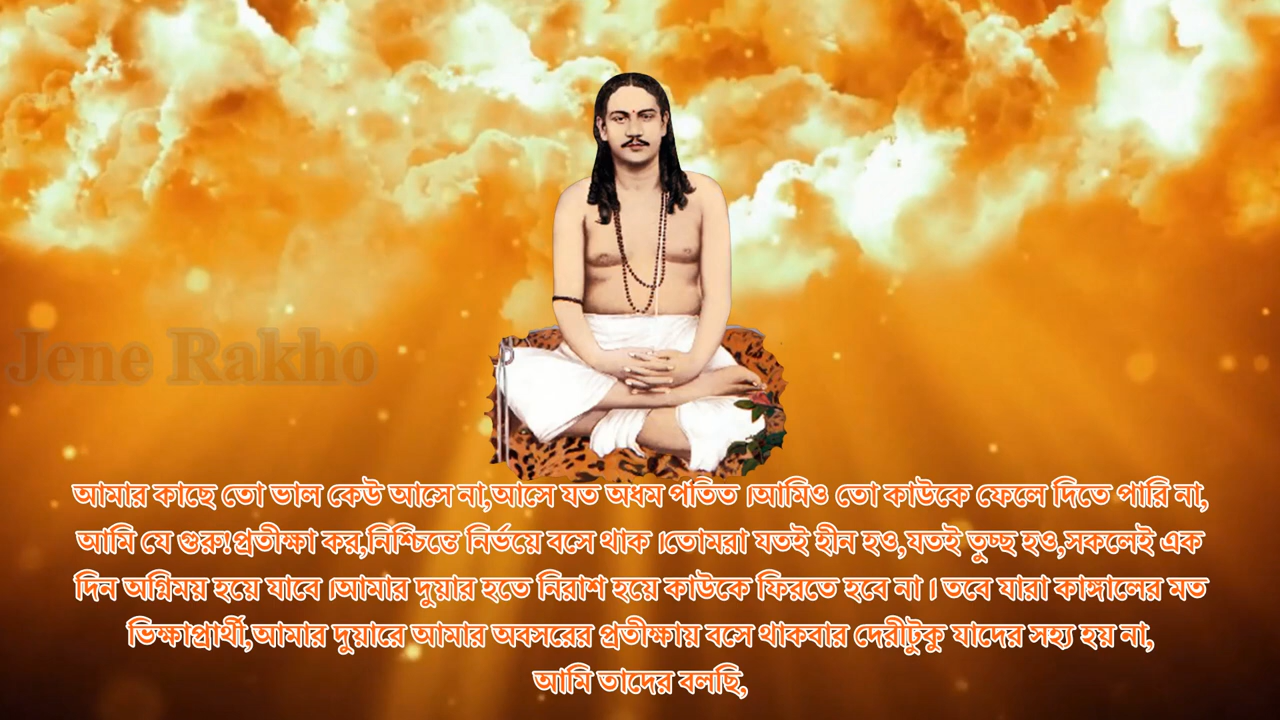 Jene Rakho
আমার কাছে তো ভাল কেউ আসে না,আসে যত অধম পতিত।আমিও তো কাউকে ফেলে দিতে পারি না,
আমি যে গুরু!প্রতীক্ষা কর,নিশ্চিন্তে নির্ভয়ে বসে থাক।তোমরা যতই হীন হও,যতই তুচ্ছ হও,সকলেই এক
দিন অগ্নিময় হয়ে যাবে।আমার দুয়ার হতে নিরাশ হয়ে কাউকে ফিরতে হবে না। তবে যারা কাঙ্গালের মত
ভিক্ষাপ্রার্থী,আমার দুয়ারে আমার অবসরের প্রতীক্ষায় বসে থাকবার দেরীটুকু যাদের সহ্য হয় না,
আমি তাদের বলছি,